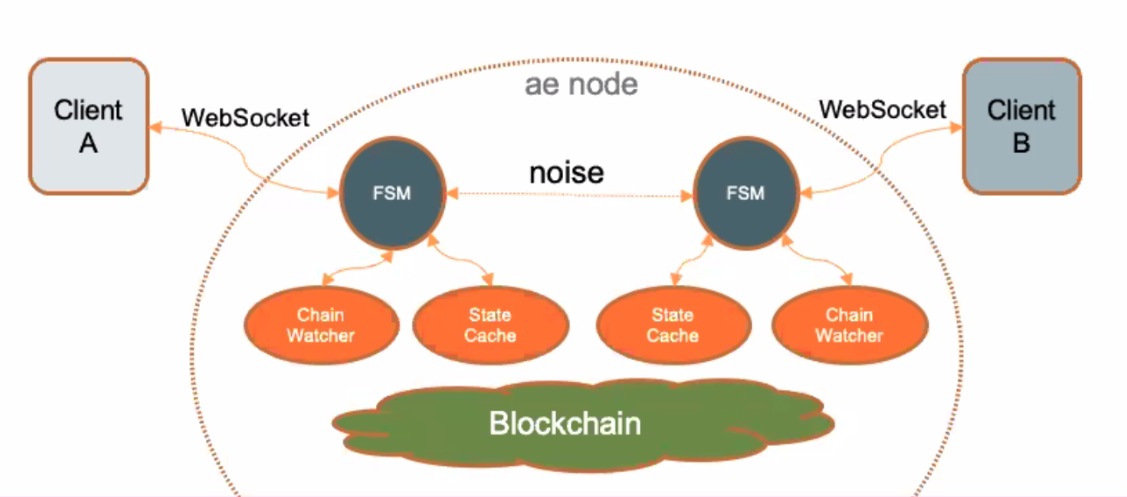 ae node
Client
A
WebSocket
WebSocket
Client
B
FSM
noise
FSM
Chain
Watcher
State
Cache
State
Cache
Chain
Watcher
Blockchain